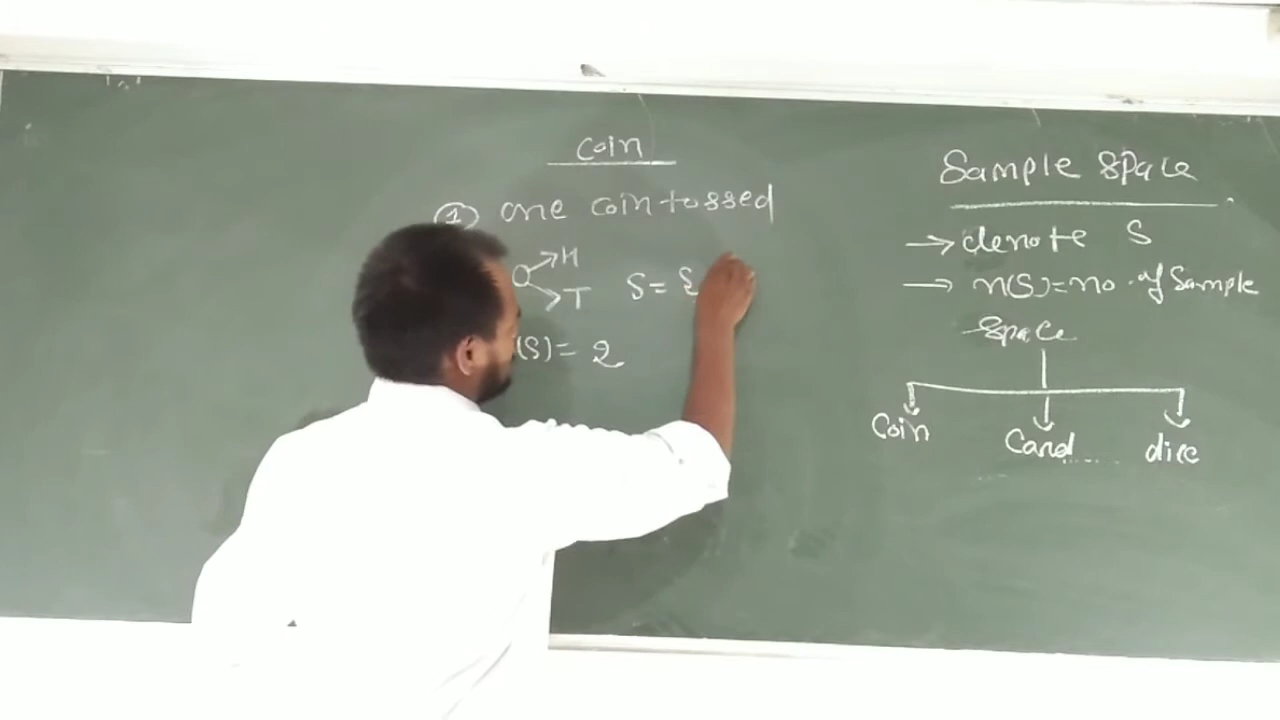 Coin
① one coin tossed
H
T
S = {
(S) = 2
Sample Space
→ denote S
→ n(S) = no. of Sample
Space
Coin Card dice